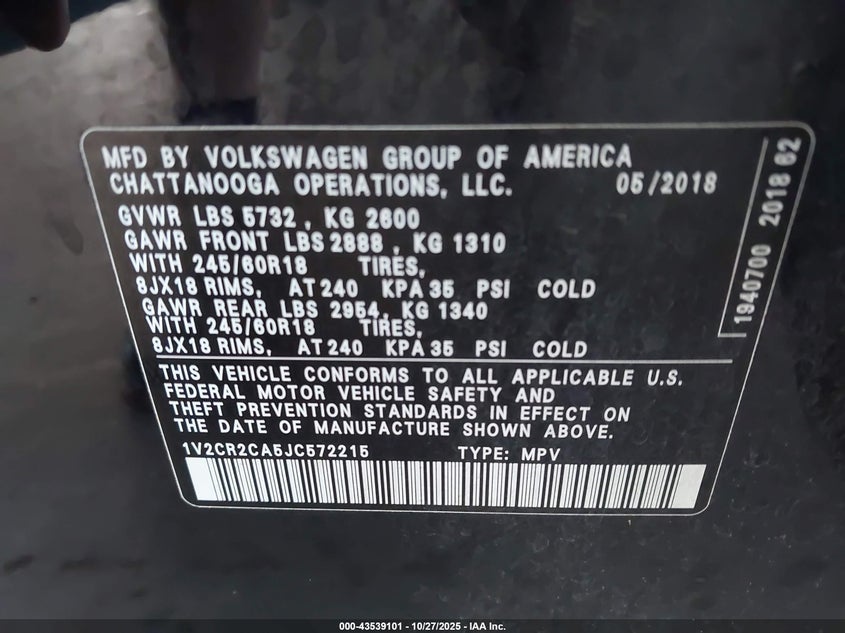 MFD BY VOLKSWAGEN GROUP OF AMERICA
CHATTANOOGA OPERATIONS, LLC. 05/2018
GVWR LBS 5732 , KG 2600
GAWR FRONT LBS 2888 , KG 1310
WITH 245/60R18 TIRES,
8JX18 RIMS, AT 240 KPA 35 PSI COLD
GAWR REAR LBS 2954, KG 1340
WITH 245/60R18 TIRES,
8JX18 RIMS, AT 240 KPA 35 PSI COLD
THIS VEHICLE CONFORMS TO ALL APPLICABLE U.S.
FEDERAL MOTOR VEHICLE SAFETY AND
THEFT PREVENTION STANDARDS IN EFFECT ON
THE DATE OF MANUFACTURE SHOWN ABOVE.
1V2CR2CA5JC572215 TYPE: MPV
1940700 2018 62
000-43539101 - 10/27/2025 - IAA Inc.